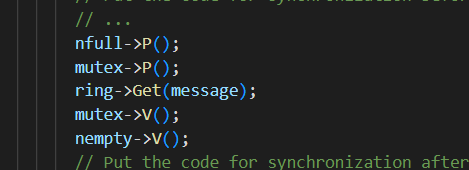 // ...
nfull->P();
mutex->P();
ring->Get(message);
mutex->V();
nempty->V();
// Put the code for synchronization after